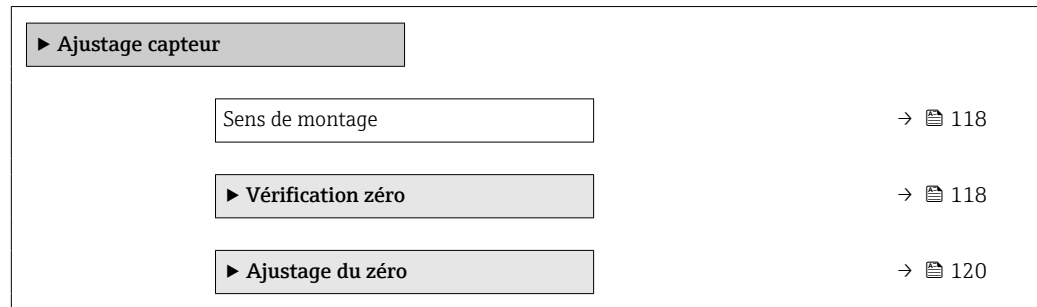 ▶ Ajustage capteur
Sens de montage → 118
▶ Vérification zéro → 118
▶ Ajustage du zéro → 120